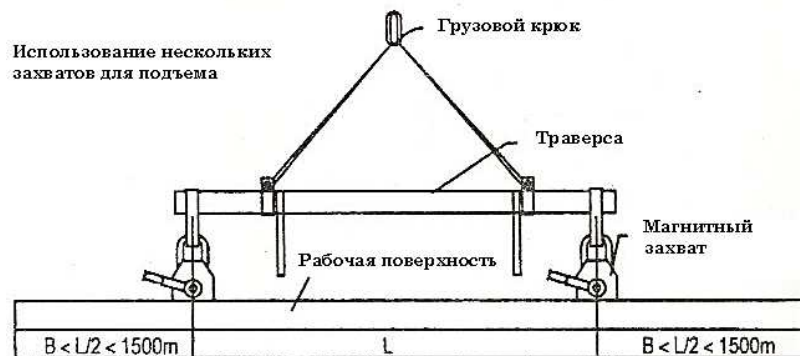 Использование нескольких
захватов для подъема
Грузовой крюк
Траверса
Магнитный
захват
Рабочая поверхность
B < L/2 < 1500m
L
B < L/2 < 1500m